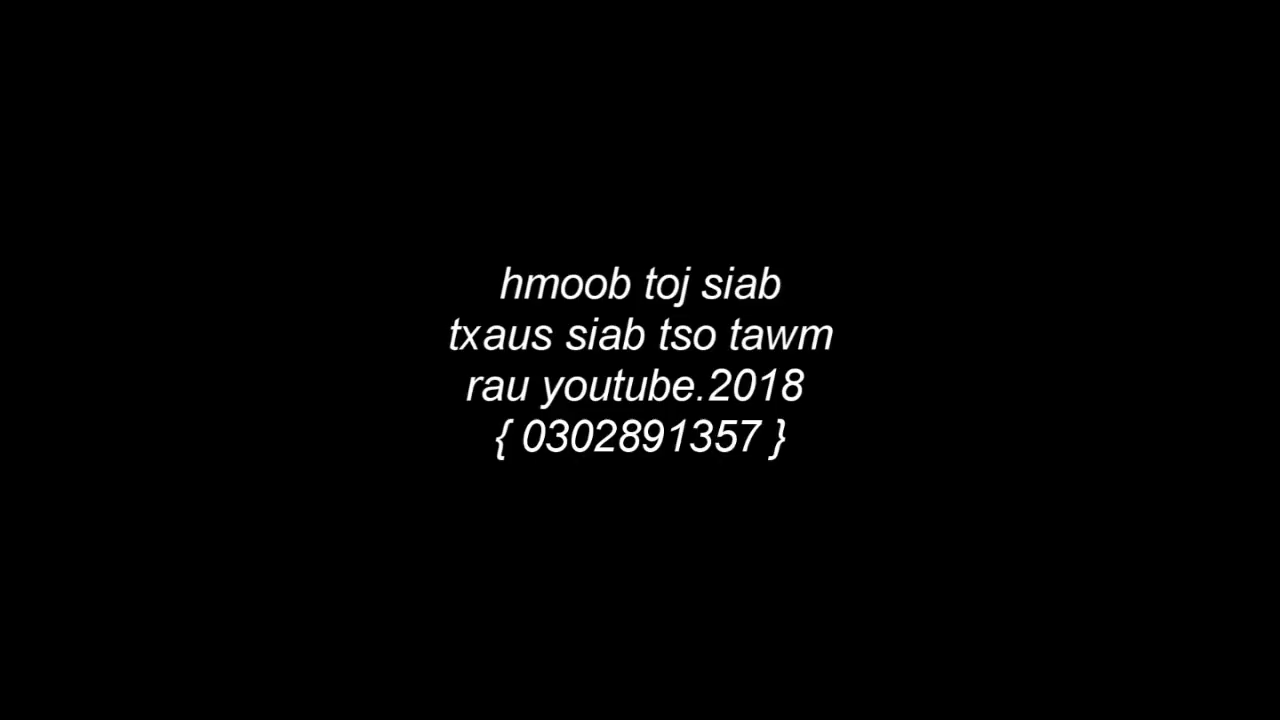 hmoob toj siab
txaus siab tso tawm
rau youtube.2018
{ 0302891357 }